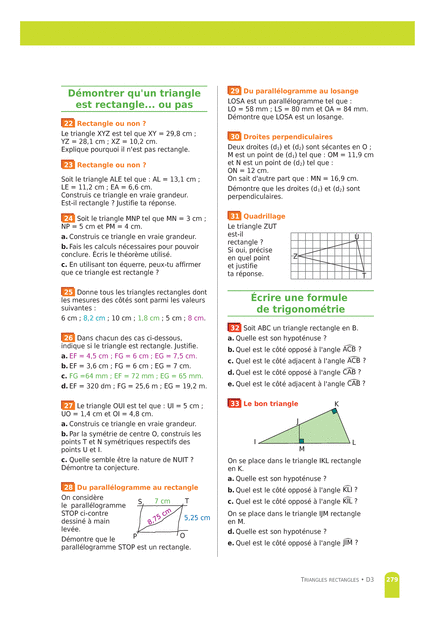 Démontrer qu'un triangle
est rectangle... ou pas
22 Rectangle ou non ?
Le triangle XYZ est tel que XY = 29,8 cm ;
YZ = 28,1 cm ; XZ = 10,2 cm.
Explique pourquoi il n'est pas rectangle.
23 Rectangle ou non ?
Soit le triangle ALE tel que : AL = 13,1 cm ;
LE = 11,2 cm ; EA = 6,6 cm.
Construis ce triangle en vraie grandeur.
Est-il rectangle ? Justifie ta réponse.
24 Soit le triangle MNP tel que MN = 3 cm ;
NP = 5 cm et PM = 4 cm.
a. Construis ce triangle en vraie grandeur.
b. Fais les calculs nécessaires pour pouvoir
conclure. Écris le théorème utilisé.
c. En utilisant ton équerre, peux-tu affirmer
que ce triangle est rectangle ?
25 Donne tous les triangles rectangles dont
les mesures des côtés sont parmi les valeurs
suivantes :
6 cm ; 8,2 cm ; 10 cm ; 1,8 cm ; 5 cm ; 8 cm.
26 Dans chacun des cas ci-dessous,
indique si le triangle est rectangle. Justifie.
a. EF = 4,5 cm ; FG = 6 cm ; EG = 7,5 cm.
b. EF = 3,6 cm ; FG = 6 cm ; EG = 7 cm.
c. FG =64 mm ; EF = 72 mm ; EG = 65 mm.
d. EF = 320 dm ; FG = 25,6 m ; EG = 19,2 m.
27 Le triangle OUI est tel que : UI = 5 cm ;
UO = 1,4 cm et OI = 4,8 cm.
a. Construis ce triangle en vraie grandeur.
b. Par la symétrie de centre O, construis les
points T et N symétriques respectifs des
points U et I.
c. Quelle semble être la nature de NUIT ?
Démontre ta conjecture.
28 Du parallélogramme au rectangle
On considère
le parallélogramme
STOP ci-contre
dessiné à main
levée.
Démontre que le
parallélogramme STOP est un rectangle.
S 7 cm T
8,75 cm
5,25 cm
P O
29 Du parallélogramme au losange
LOSA est un parallélogramme tel que :
LO = 58 mm ; LS = 80 mm et OA = 84 mm.
Démontre que LOSA est un losange.
30 Droites perpendiculaires
Deux droites (d₁) et (d₂) sont sécantes en O ;
M est un point de (d₁) tel que : OM = 11,9 cm
et N est un point de (d₂) tel que :
ON = 12 cm.
On sait d'autre part que : MN = 16,9 cm.
Démontre que les droites (d₁) et (d₂) sont
perpendiculaires.
31 Quadrillage
Le triangle ZUT
est-il
rectangle ?
Si oui, précise
en quel point
et justifie
ta réponse.
U
Z
T
Écrire une formule
de trigonométrie
32 Soit ABC un triangle rectangle en B.
a. Quelle est son hypoténuse ?
b. Quel est le côté opposé à l'angle ACB ?
c. Quel est le côté adjacent à l'angle ACB ?
d. Quel est le côté opposé à l'angle CAB ?
e. Quel est le côté adjacent à l'angle CAB ?
33 Le bon triangle
K
J
I
L
M
On se place dans le triangle IKL rectangle
en K.
a. Quelle est son hypoténuse ?
b. Quel est le côté opposé à l'angle KLI ?
c. Quel est le côté opposé à l'angle KIL ?
On se place dans le triangle IJM rectangle
en M.
d. Quelle est son hypoténuse ?
e. Quel est le côté opposé à l'angle JIM ?
TRIANGLES RECTANGLES • D3
279